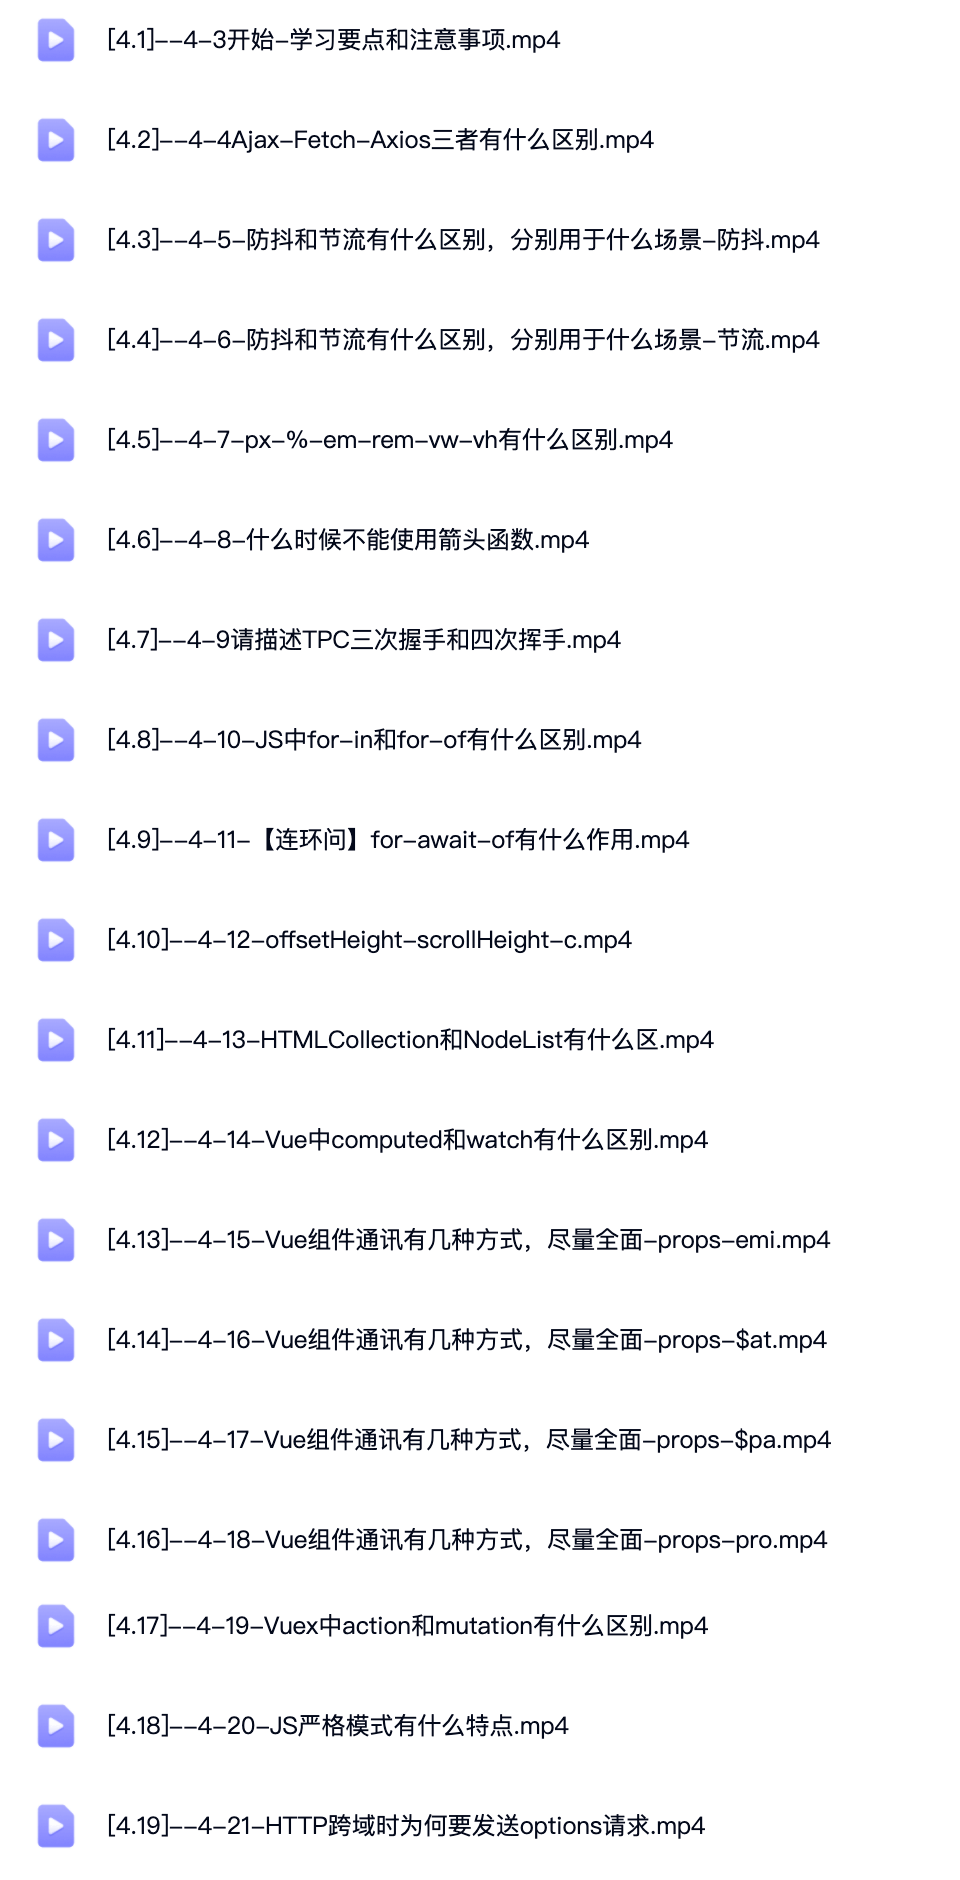 [4.1]--4-3开始-学习要点和注意事项.mp4
[4.2]--4-4Ajax-Fetch-Axios三者有什么区别.mp4
[4.3]--4-5-防抖和节流有什么区别，分别用于什么场景-防抖.mp4
[4.4]--4-6-防抖和节流有什么区别，分别用于什么场景-节流.mp4
[4.5]--4-7-px-%-em-rem-vw-vh有什么区别.mp4
[4.6]--4-8-什么时候不能使用箭头函数.mp4
[4.7]--4-9请描述TPC三次握手和四次挥手.mp4
[4.8]--4-10-JS中for-in和for-of有什么区别.mp4
[4.9]--4-11-【连环问】for-await-of有什么作用.mp4
[4.10]--4-12-offsetHeight-scrollHeight-c.mp4
[4.11]--4-13-HTMLCollection和NodeList有什么区.mp4
[4.12]--4-14-Vue中computed和watch有什么区别.mp4
[4.13]--4-15-Vue组件通讯有几种方式，尽量全面-props-emi.mp4
[4.14]--4-16-Vue组件通讯有几种方式，尽量全面-props-$at.mp4
[4.15]--4-17-Vue组件通讯有几种方式，尽量全面-props-$pa.mp4
[4.16]--4-18-Vue组件通讯有几种方式，尽量全面-props-pro.mp4
[4.17]--4-19-Vuex中action和mutation有什么区别.mp4
[4.18]--4-20-JS严格模式有什么特点.mp4
[4.19]--4-21-HTTP跨域时为何要发送options请求.mp4